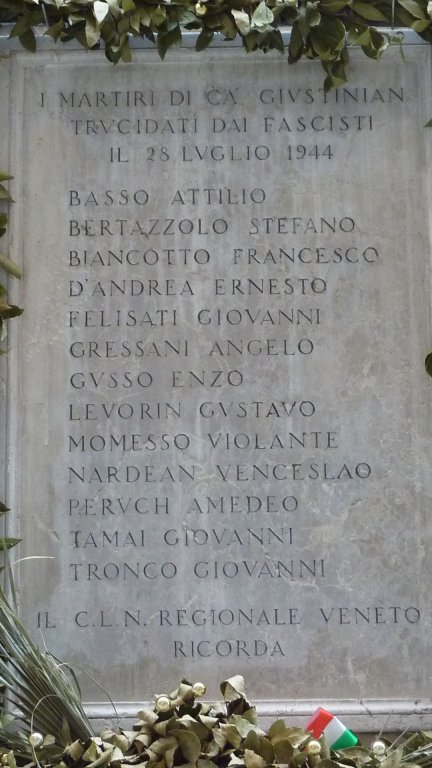 I MARTIRI DI CA' GIVSTINIAN
TRVCIDATI DAI FASCISTI
IL 28 LVGLIO 1944
BASSO ATTILIO
BERTAZZOLO STEFANO
BIANCOTTO FRANCESCO
D'ANDREA ERNESTO
FELISATI GIOVANNI
GRESSANI ANGELO
GVSSO ENZO
LEVORIN GVSTAVO
MOMESSO VIOLANTE
NARDEAN VENCESLAO
PERVCH AMEDEO
TAMAI GIOVANNI
TRONCO GIOVANNI
IL C.L.N. REGIONALE VENETO
RICORDA